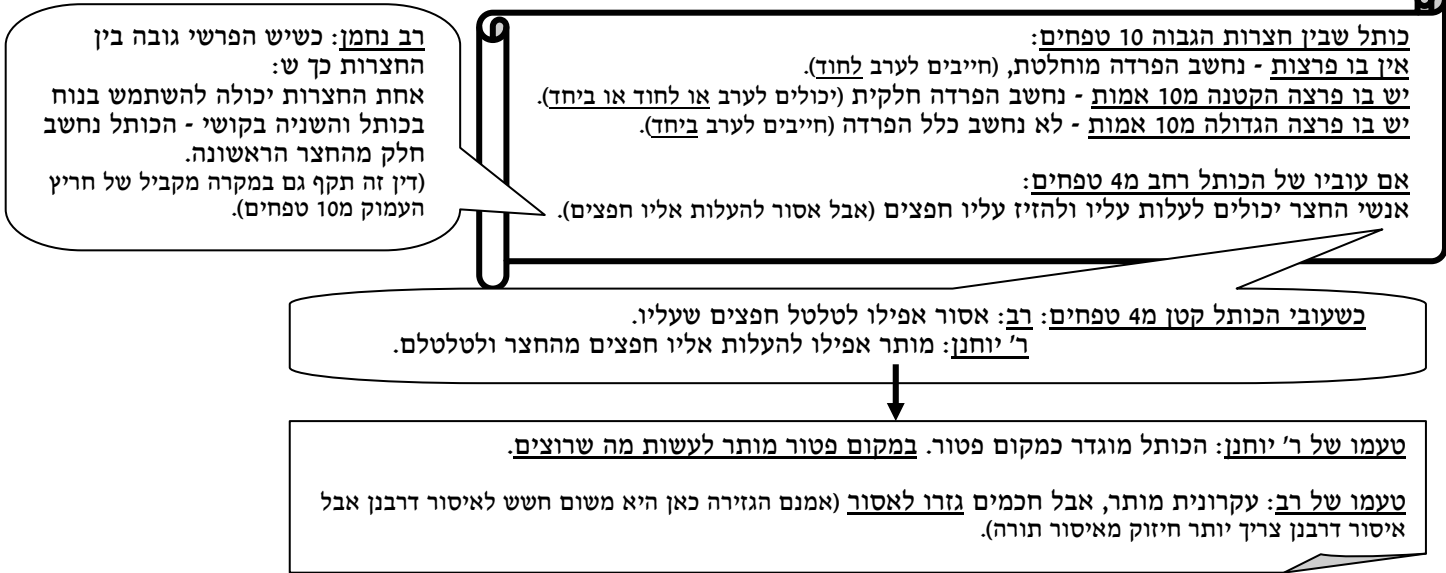 כותל שבין חצרות הגבוה 10 טפחים:
אין בו פרצות - נחשב הפרדה מוחלטת, (חייבים לערב לחוד).
יש בו פרצה הקטנה מ10 אמות - נחשב הפרדה חלקית (יכולים לערב או לחוד או ביחד).
יש בו פרצה הגדולה מ10 אמות - לא נחשב כלל הפרדה (חייבים לערב ביחד).
אם עוביו של הכותל רחב מ4 טפחים:
אנשי החצר יכולים לעלות עליו ולהזיז עליו חפצים (אבל אסור להעלות אליו חפצים).
רב נחמן: כשיש הפרשי גובה בין
החצרות כך ש:
אחת החצרות יכולה להשתמש בנוח
בכותל והשניה בקושי - הכותל נחשב
חלק מהחצר הראשונה.
(דין זה תקף גם במקרה מקביל של חריץ
העמוק מ10 טפחים).
כשעובי הכותל קטן מ4 טפחים: רב: אסור אפילו לטלטל חפצים שעליו.
ר' יוחנן: מותר אפילו להעלות אליו חפצים מהחצר ולטלטלם.
טעמו של ר' יוחנן: הכותל מוגדר כמקום פטור. במקום פטור מותר לעשות מה שרוצים.
טעמו של רב: עקרונית מותר, אבל חכמים גזרו לאסור (אמנם הגזירה כאן היא משום חשש לאיסור דרבנן אבל
איסור דרבנן צריך יותר חיזוק מאיסור תורה).